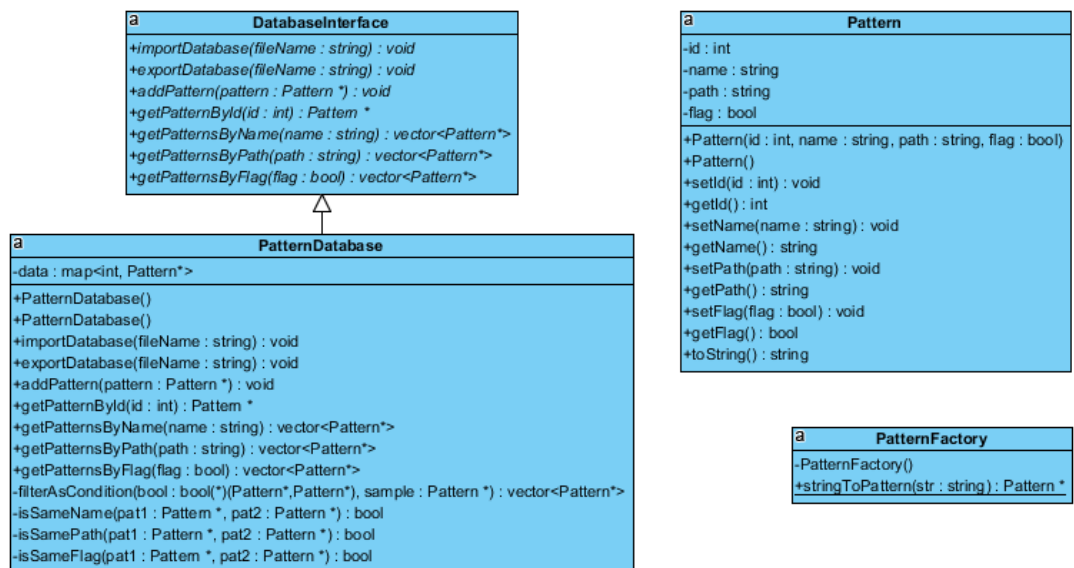 a
DatabaseInterface
+importDatabase(fileName : string) : void
+exportDatabase(fileName : string) : void
+addPattern(pattern : Pattern *) : void
+getPatternById(id : int) : Pattern *
+getPatternsByName(name : string) : vector<Pattern*>
+getPatternsByPath(path : string) : vector<Pattern*>
+getPatternsByFlag(flag : bool) : vector<Pattern*>
a
PatternDatabase
-data : map<int, Pattern*>
+PatternDatabase()
+PatternDatabase()
+importDatabase(fileName : string) : void
+exportDatabase(fileName : string) : void
+addPattern(pattern : Pattern *) : void
+getPatternById(id : int) : Pattern *
+getPatternsByName(name : string) : vector<Pattern*>
+getPatternsByPath(path : string) : vector<Pattern*>
+getPatternsByFlag(flag : bool) : vector<Pattern*>
-filterAsCondition(bool : bool(*)(Pattern*,Pattern*), sample : Pattern *) : vector<Pattern*>
-isSameName(pat1 : Pattern *, pat2 : Pattern *) : bool
-isSamePath(pat1 : Pattern *, pat2 : Pattern *) : bool
-isSameFlag(pat1 : Pattern *, pat2 : Pattern *) : bool
a
Pattern
-id : int
-name : string
-path : string
-flag : bool
+Pattern(id : int, name : string, path : string, flag : bool)
+Pattern()
+setId(id : int) : void
+getId() : int
+setName(name : string) : void
+getName() : string
+setPath(path : string) : void
+getPath() : string
+setFlag(flag : bool) : void
+getFlag() : bool
+toString() : string
a
PatternFactory
-PatternFactory()
+stringToPattern(str : string) : Pattern *